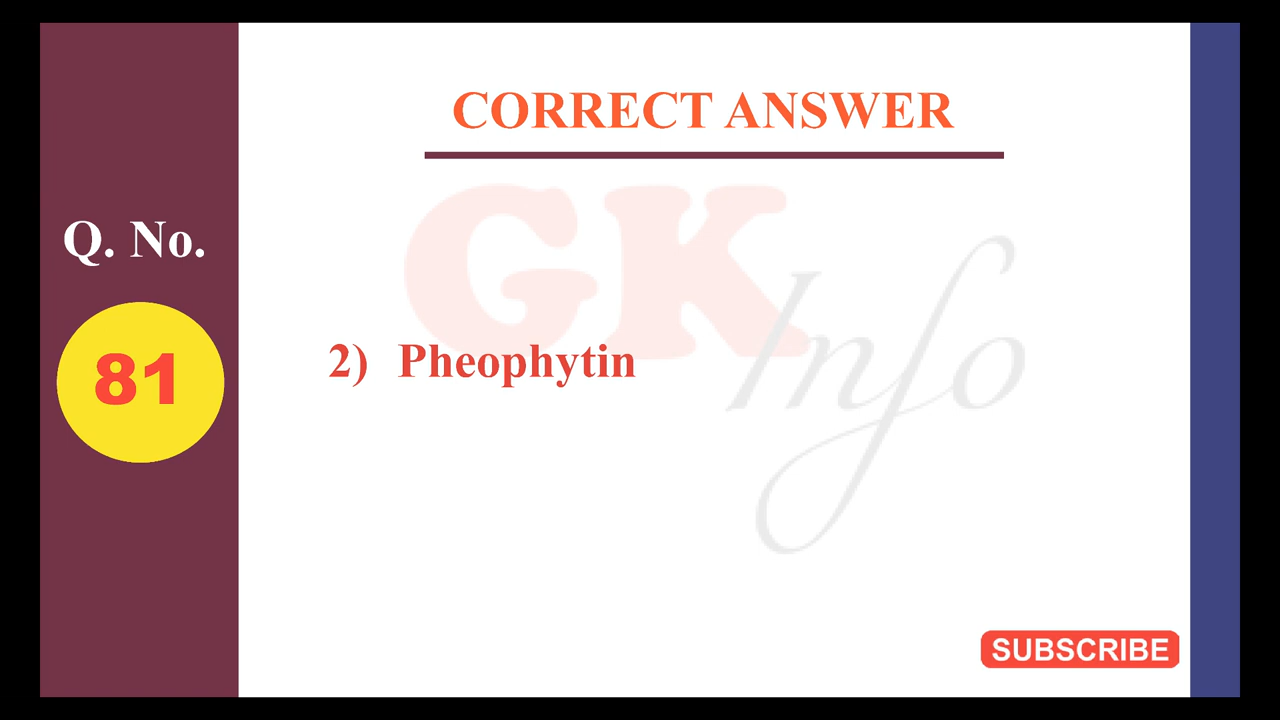 CORRECT ANSWER
GK Info
Q. No.
81
2) Pheophytin
SUBSCRIBE